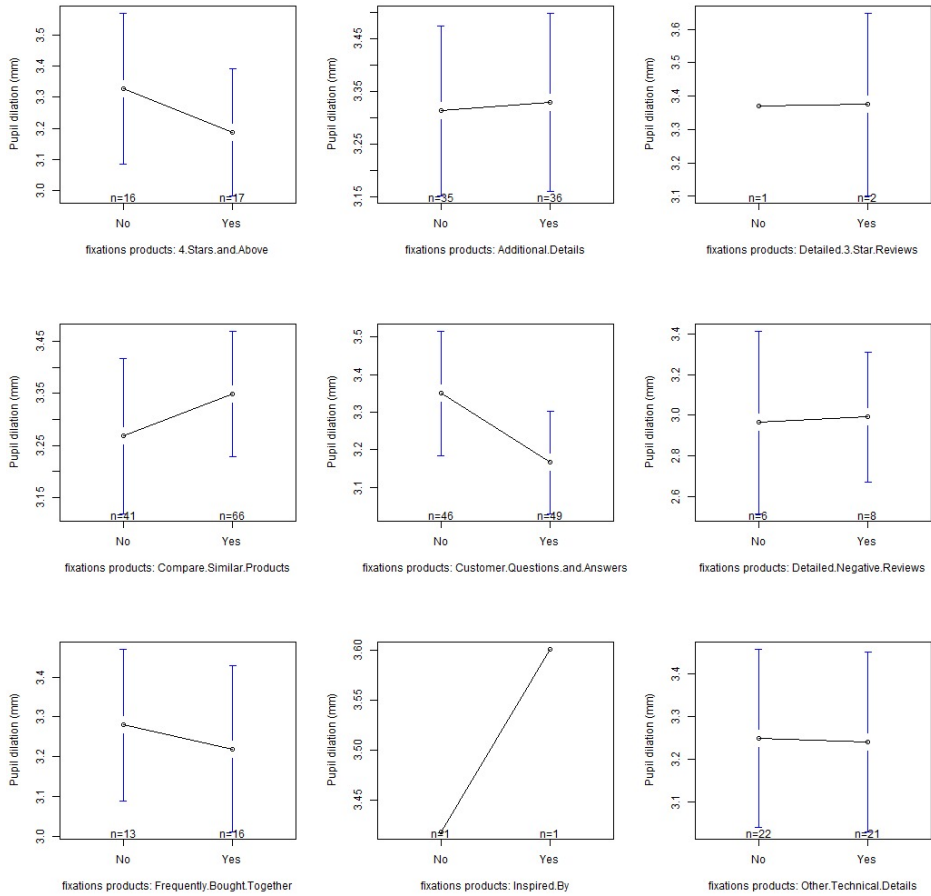 Pupil dilation (mm)
3.0 3.1 3.2 3.3 3.4 3.5
n=16 n=17
No Yes
fixations products: 4.Stars.and.Above
Pupil dilation (mm)
3.15 3.25 3.35 3.45
n=35 n=36
No Yes
fixations products: Additional.Details
Pupil dilation (mm)
3.1 3.2 3.3 3.4 3.5 3.6
n=1 n=2
No Yes
fixations products: Detailed.3.Star.Reviews
Pupil dilation (mm)
3.15 3.25 3.35 3.45
n=41 n=66
No Yes
fixations products: Compare.Similar.Products
Pupil dilation (mm)
3.1 3.2 3.3 3.4 3.5
n=46 n=49
No Yes
fixations products: Customer.Questions.and.Answers
Pupil dilation (mm)
2.6 2.8 3.0 3.2 3.4
n=6 n=8
No Yes
fixations products: Detailed.Negative.Reviews
Pupil dilation (mm)
3.0 3.1 3.2 3.3 3.4
n=13 n=16
No Yes
fixations products: Frequently.Bought.Together
Pupil dilation (mm)
3.45 3.50 3.55 3.60
n=1 n=1
No Yes
fixations products: Inspired.By
Pupil dilation (mm)
3.1 3.2 3.3 3.4
n=22 n=21
No Yes
fixations products: Other.Technical.Details